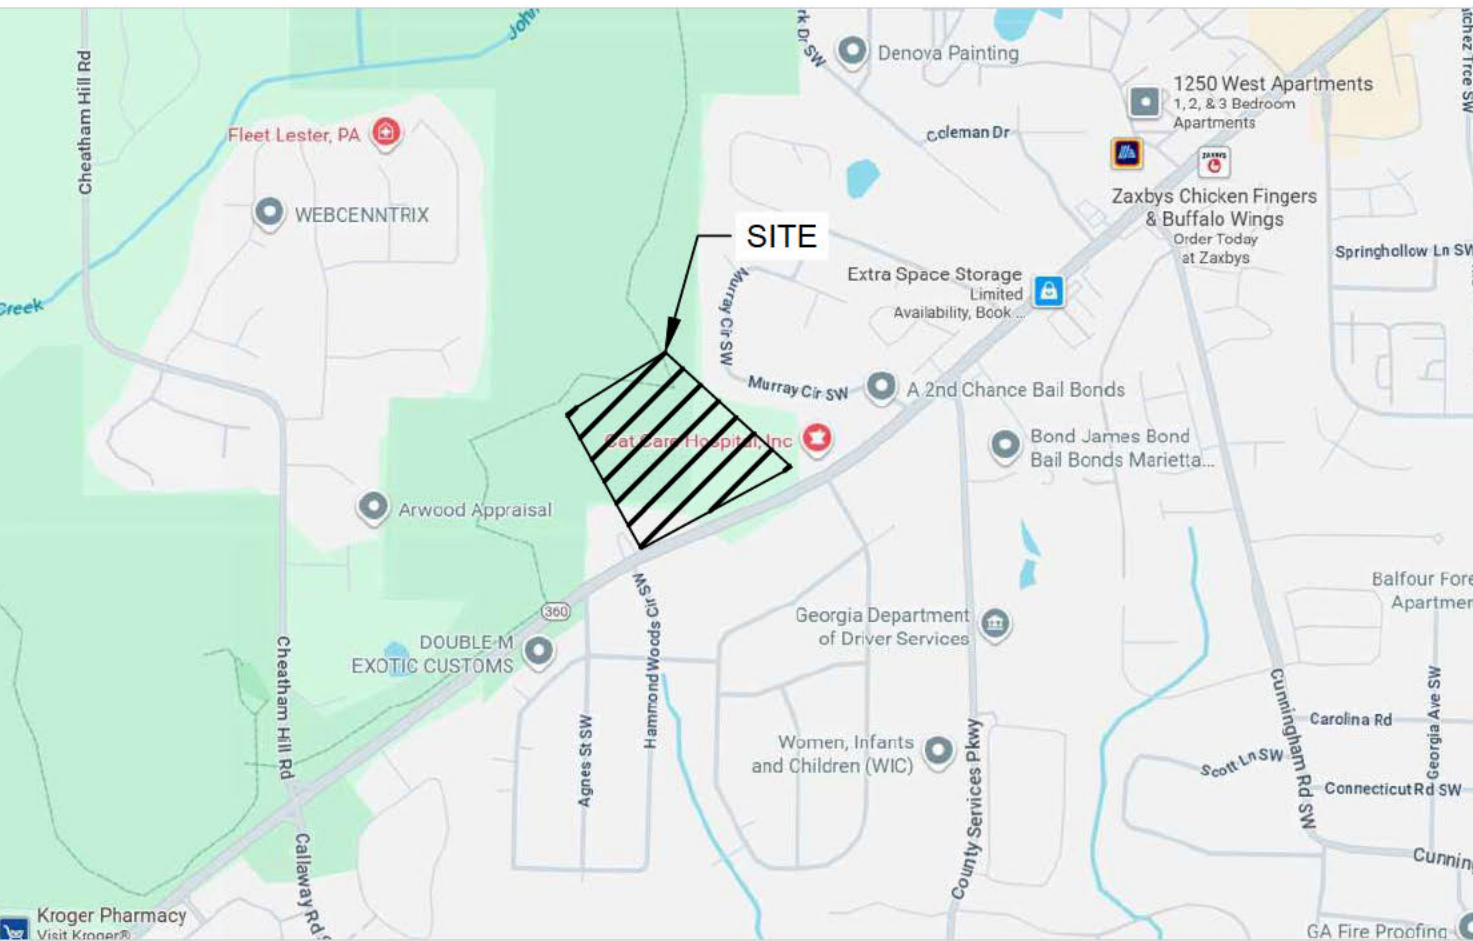 John
rk Dr SW
Denova Painting
Cheatham Hill Rd
1250 West Apartments
1, 2, & 3 Bedroom
Apartments
Fleet Lester, PA
Coleman Dr
ZAXBYS
WEBCENNTRIX
Zaxbys Chicken Fingers
& Buffalo Wings
Order Today
at Zaxbys
SITE
Springhollow Ln SW
Extra Space Storage
Limited
Availability, Book ...
Creek
Murray Cir SW
Murray Cir SW
A 2nd Chance Bail Bonds
Cat Care Hospital, Inc
Bond James Bond
Bail Bonds Marietta...
Arwood Appraisal
Balfour Fore
Apartmen
360
Hammond Woods Cir SW
Georgia Department
of Driver Services
DOUBLE M
EXOTIC CUSTOMS
Cheatham Hill Rd
Agnes St SW
Women, Infants
and Children (WIC)
County Services Pkwy
Cunningham Rd SW
Carolina Rd
Georgia Ave SW
Scott Ln SW
Connecticut Rd SW
Callaway Rd S
Cunning
Kroger Pharmacy
Visit Kroger®
GA Fire Proofing